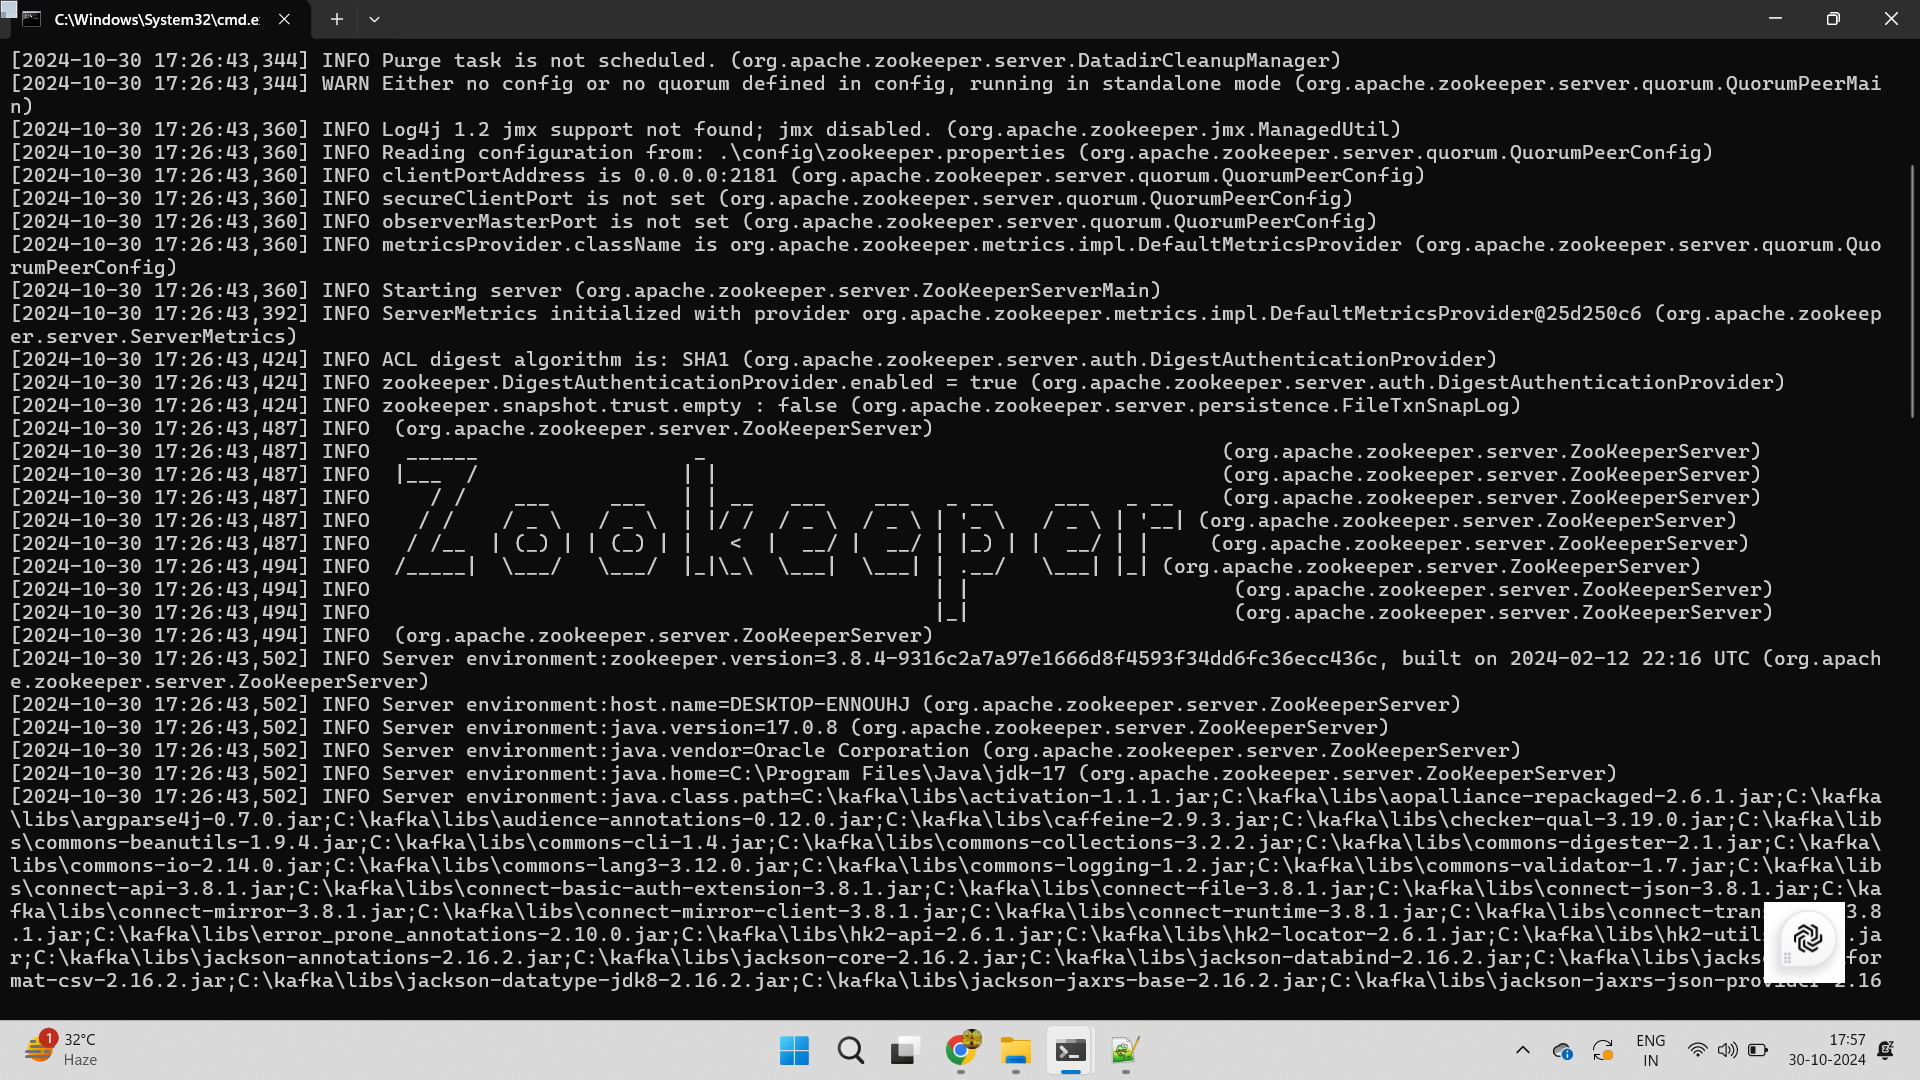 C:\Windows\System32\cmd.e
[2024-10-30 17:26:43,344] INFO Purge task is not scheduled. (org.apache.zookeeper.server.DatadirCleanupManager)
[2024-10-30 17:26:43,344] WARN Either no config or no quorum defined in config, running in standalone mode (org.apache.zookeeper.server.quorum.QuorumPeerMai
n)
[2024-10-30 17:26:43,360] INFO Log4j 1.2 jmx support not found; jmx disabled. (org.apache.zookeeper.jmx.ManagedUtil)
[2024-10-30 17:26:43,360] INFO Reading configuration from: .\config\zookeeper.properties (org.apache.zookeeper.server.quorum.QuorumPeerConfig)
[2024-10-30 17:26:43,360] INFO clientPortAddress is 0.0.0.0:2181 (org.apache.zookeeper.server.quorum.QuorumPeerConfig)
[2024-10-30 17:26:43,360] INFO secureClientPort is not set (org.apache.zookeeper.server.quorum.QuorumPeerConfig)
[2024-10-30 17:26:43,360] INFO observerMasterPort is not set (org.apache.zookeeper.server.quorum.QuorumPeerConfig)
[2024-10-30 17:26:43,360] INFO metricsProvider.className is org.apache.zookeeper.metrics.impl.DefaultMetricsProvider (org.apache.zookeeper.server.quorum.Quo
rumPeerConfig)
[2024-10-30 17:26:43,360] INFO Starting server (org.apache.zookeeper.server.ZooKeeperServerMain)
[2024-10-30 17:26:43,392] INFO ServerMetrics initialized with provider org.apache.zookeeper.metrics.impl.DefaultMetricsProvider@25d250c6 (org.apache.zookeep
er.server.ServerMetrics)
[2024-10-30 17:26:43,424] INFO ACL digest algorithm is: SHA1 (org.apache.zookeeper.server.auth.DigestAuthenticationProvider)
[2024-10-30 17:26:43,424] INFO zookeeper.DigestAuthenticationProvider.enabled = true (org.apache.zookeeper.server.auth.DigestAuthenticationProvider)
[2024-10-30 17:26:43,424] INFO zookeeper.snapshot.trust.empty : false (org.apache.zookeeper.server.persistence.FileTxnSnapLog)
[2024-10-30 17:26:43,487] INFO  (org.apache.zookeeper.server.ZooKeeperServer)
[2024-10-30 17:26:43,487] INFO   ______                  _                                           (org.apache.zookeeper.server.ZooKeeperServer)
[2024-10-30 17:26:43,487] INFO  |___  /                 | |                                          (org.apache.zookeeper.server.ZooKeeperServer)
[2024-10-30 17:26:43,487] INFO     / /    ___    ___    | | __   ___    ___   _ __     ___   _ __    (org.apache.zookeeper.server.ZooKeeperServer)
[2024-10-30 17:26:43,487] INFO    / /    / _ \   / _ \  | |/ /  / _ \  / _ \ | '_ \   / _ \ | '__| (org.apache.zookeeper.server.ZooKeeperServer)
[2024-10-30 17:26:43,487] INFO   / /__  | (_) | | (_) | |   <  |  __/ |  __/ | |_) | |  __/ | |     (org.apache.zookeeper.server.ZooKeeperServer)
[2024-10-30 17:26:43,494] INFO  /_____|  \___/   \___/  |_|\_\  \___|  \___| | .__/   \___| |_| (org.apache.zookeeper.server.ZooKeeperServer)
[2024-10-30 17:26:43,494] INFO                                               | |                      (org.apache.zookeeper.server.ZooKeeperServer)
[2024-10-30 17:26:43,494] INFO                                               |_|                      (org.apache.zookeeper.server.ZooKeeperServer)
[2024-10-30 17:26:43,494] INFO  (org.apache.zookeeper.server.ZooKeeperServer)
[2024-10-30 17:26:43,502] INFO Server environment:zookeeper.version=3.8.4-9316c2a7a97e1666d8f4593f34dd6fc36ecc436c, built on 2024-02-12 22:16 UTC (org.apach
e.zookeeper.server.ZooKeeperServer)
[2024-10-30 17:26:43,502] INFO Server environment:host.name=DESKTOP-ENNOUHJ (org.apache.zookeeper.server.ZooKeeperServer)
[2024-10-30 17:26:43,502] INFO Server environment:java.version=17.0.8 (org.apache.zookeeper.server.ZooKeeperServer)
[2024-10-30 17:26:43,502] INFO Server environment:java.vendor=Oracle Corporation (org.apache.zookeeper.server.ZooKeeperServer)
[2024-10-30 17:26:43,502] INFO Server environment:java.home=C:\Program Files\Java\jdk-17 (org.apache.zookeeper.server.ZooKeeperServer)
[2024-10-30 17:26:43,502] INFO Server environment:java.class.path=C:\kafka\libs\activation-1.1.1.jar;C:\kafka\libs\aopalliance-repackaged-2.6.1.jar;C:\kafka
\libs\argparse4j-0.7.0.jar;C:\kafka\libs\audience-annotations-0.12.0.jar;C:\kafka\libs\caffeine-2.9.3.jar;C:\kafka\libs\checker-qual-3.19.0.jar;C:\kafka\lib
s\commons-beanutils-1.9.4.jar;C:\kafka\libs\commons-cli-1.4.jar;C:\kafka\libs\commons-collections-3.2.2.jar;C:\kafka\libs\commons-digester-2.1.jar;C:\kafka\
libs\commons-io-2.14.0.jar;C:\kafka\libs\commons-lang3-3.12.0.jar;C:\kafka\libs\commons-logging-1.2.jar;C:\kafka\libs\commons-validator-1.7.jar;C:\kafka\lib
s\connect-api-3.8.1.jar;C:\kafka\libs\connect-basic-auth-extension-3.8.1.jar;C:\kafka\libs\connect-file-3.8.1.jar;C:\kafka\libs\connect-json-3.8.1.jar;C:\ka
fka\libs\connect-mirror-3.8.1.jar;C:\kafka\libs\connect-mirror-client-3.8.1.jar;C:\kafka\libs\connect-runtime-3.8.1.jar;C:\kafka\libs\connect-tran 3.8
.1.jar;C:\kafka\libs\error_prone_annotations-2.10.0.jar;C:\kafka\libs\hk2-api-2.6.1.jar;C:\kafka\libs\hk2-locator-2.6.1.jar;C:\kafka\libs\hk2-util .ja
r;C:\kafka\libs\jackson-annotations-2.16.2.jar;C:\kafka\libs\jackson-core-2.16.2.jar;C:\kafka\libs\jackson-databind-2.16.2.jar;C:\kafka\libs\jacks for
mat-csv-2.16.2.jar;C:\kafka\libs\jackson-datatype-jdk8-2.16.2.jar;C:\kafka\libs\jackson-jaxrs-base-2.16.2.jar;C:\kafka\libs\jackson-jaxrs-json-provider-2.16
1
32°C
Haze
ENG
IN
17:57
30-10-2024